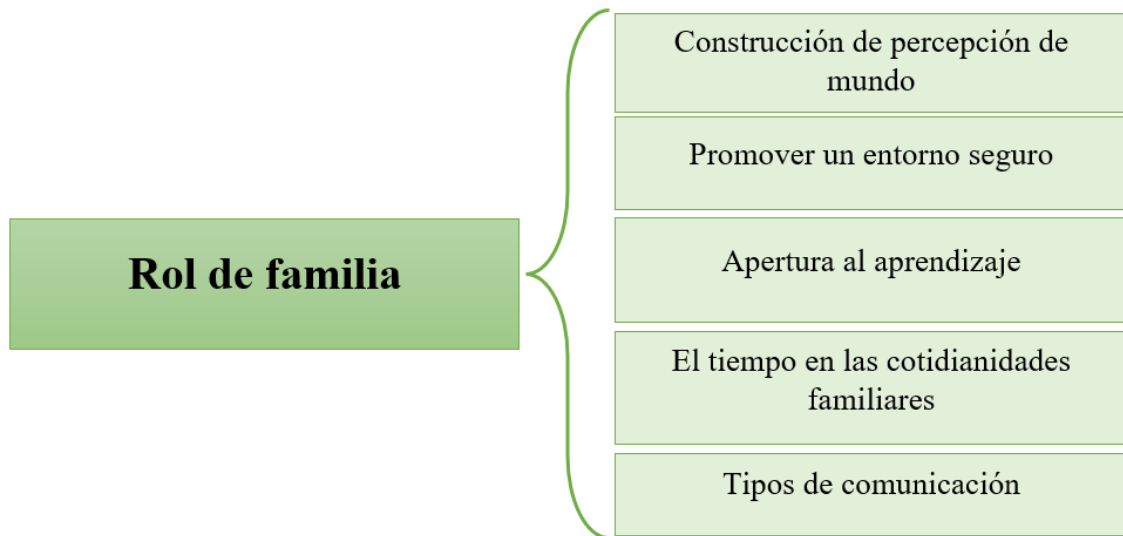 Rol de familia
Construcción de percepción de
mundo
Promover un entorno seguro
Apertura al aprendizaje
El tiempo en las cotidianidades
familiares
Tipos de comunicación